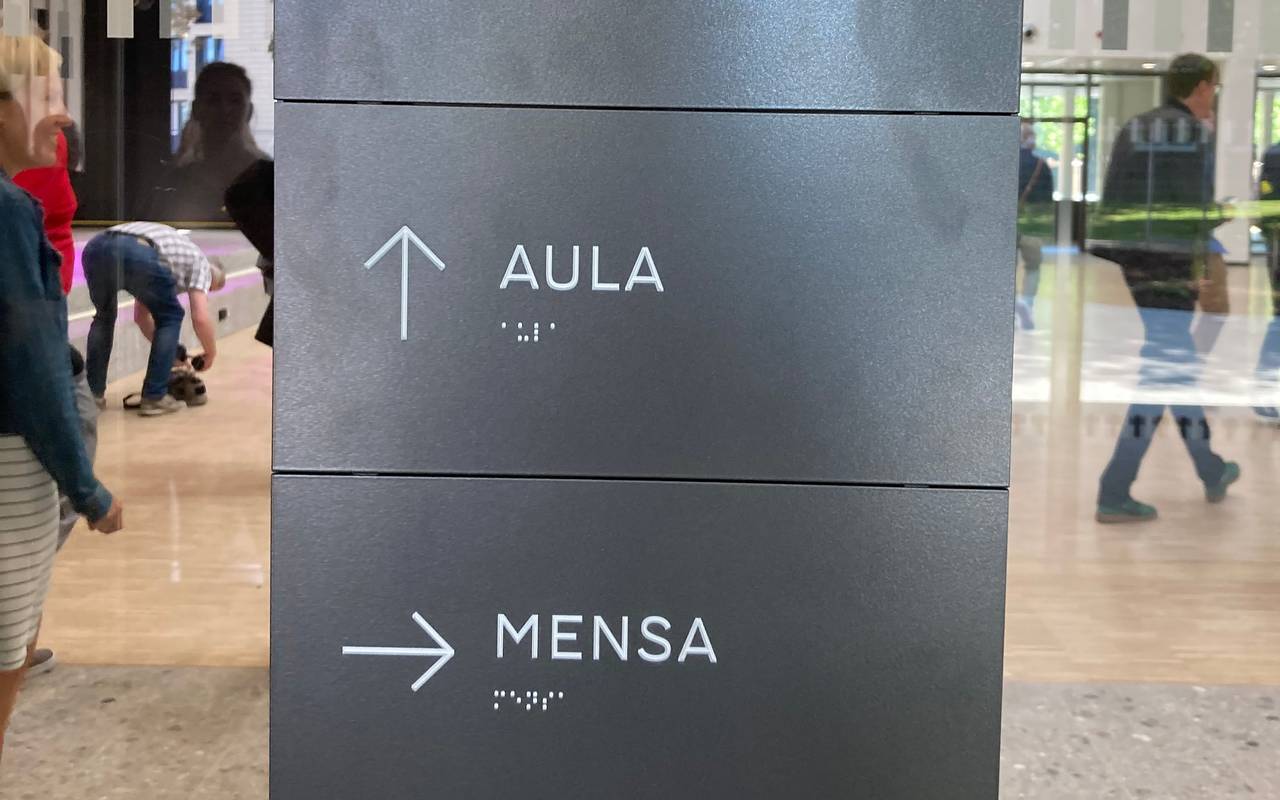 ↑ AULA
⠁⠥⠇⠁
→ MENSA
⠍⠑⠝⠎⠁